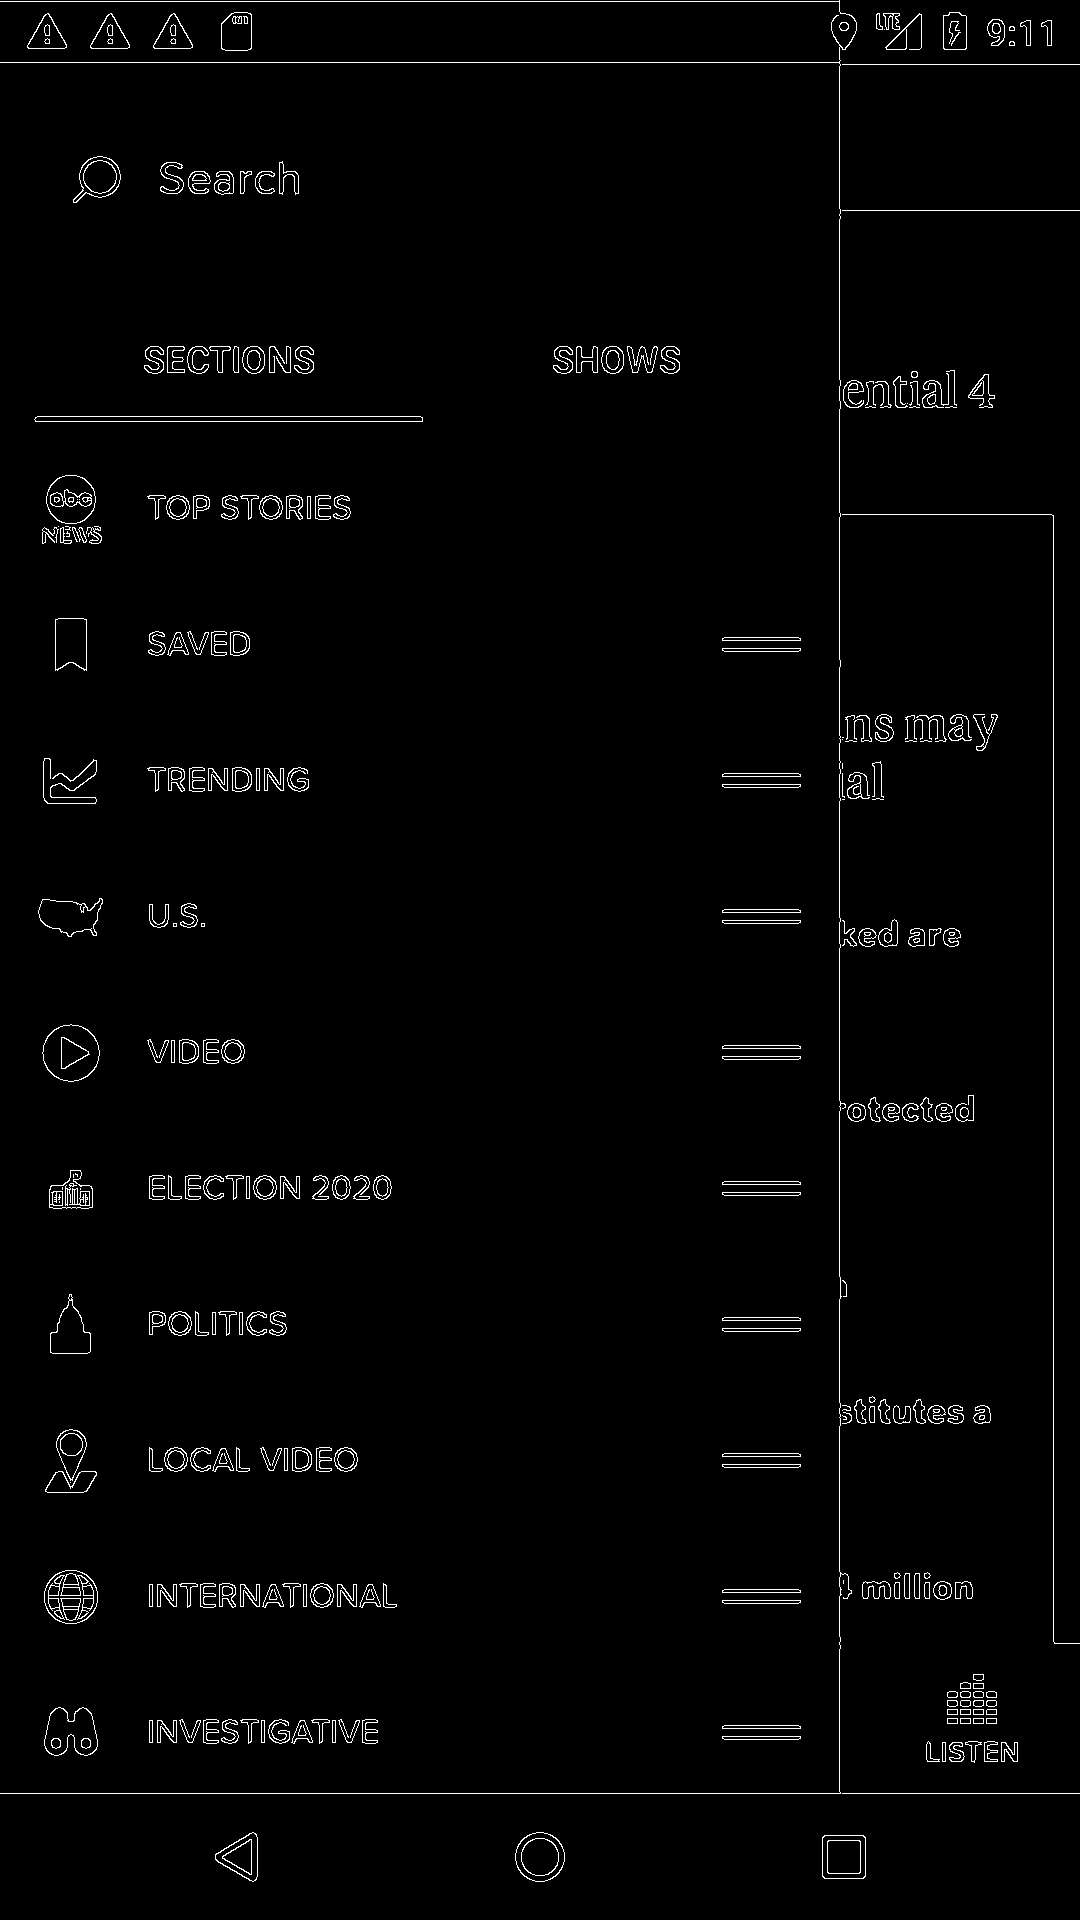 LTE 9:11
Search
SECTIONS SHOWS
ential 4
abc
NEWS
TOP STORIES
SAVED
ns may
TRENDING
ial
U.S.
ked are
VIDEO
rotected
ELECTION 2020
POLITICS
stitutes a
LOCAL VIDEO
INTERNATIONAL
4 million
INVESTIGATIVE
LISTEN